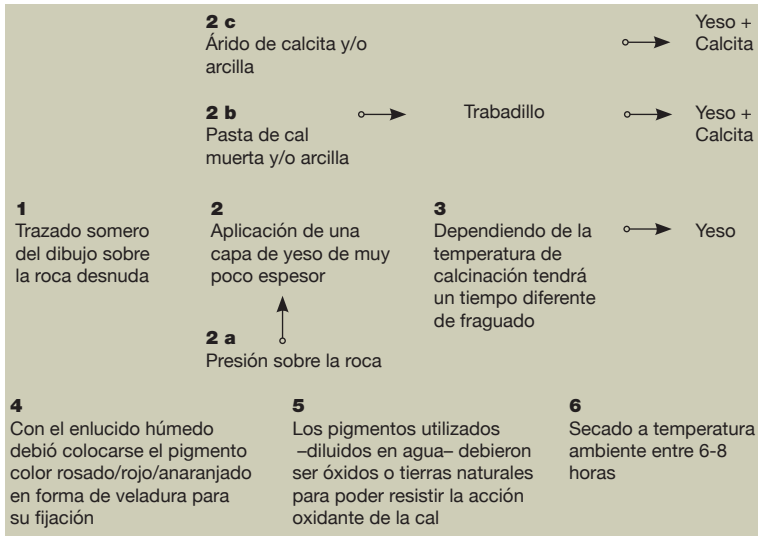 2 c
Árido de calcita y/o
arcilla
Yeso +
Calcita
2 b
Pasta de cal
muerta y/o arcilla
Trabadillo
Yeso +
Calcita
1
Trazado somero
del dibujo sobre
la roca desnuda
2
Aplicación de una
capa de yeso de muy
poco espesor
3
Dependiendo de la
temperatura de
calcinación tendrá
un tiempo diferente
de fraguado
Yeso
2 a
Presión sobre la roca
4
Con el enlucido húmedo
debió colocarse el pigmento
color rosado/rojo/anaranjado
en forma de veladura para
su fijación
5
Los pigmentos utilizados
–diluidos en agua– debieron
ser óxidos o tierras naturales
para poder resistir la acción
oxidante de la cal
6
Secado a temperatura
ambiente entre 6-8
horas